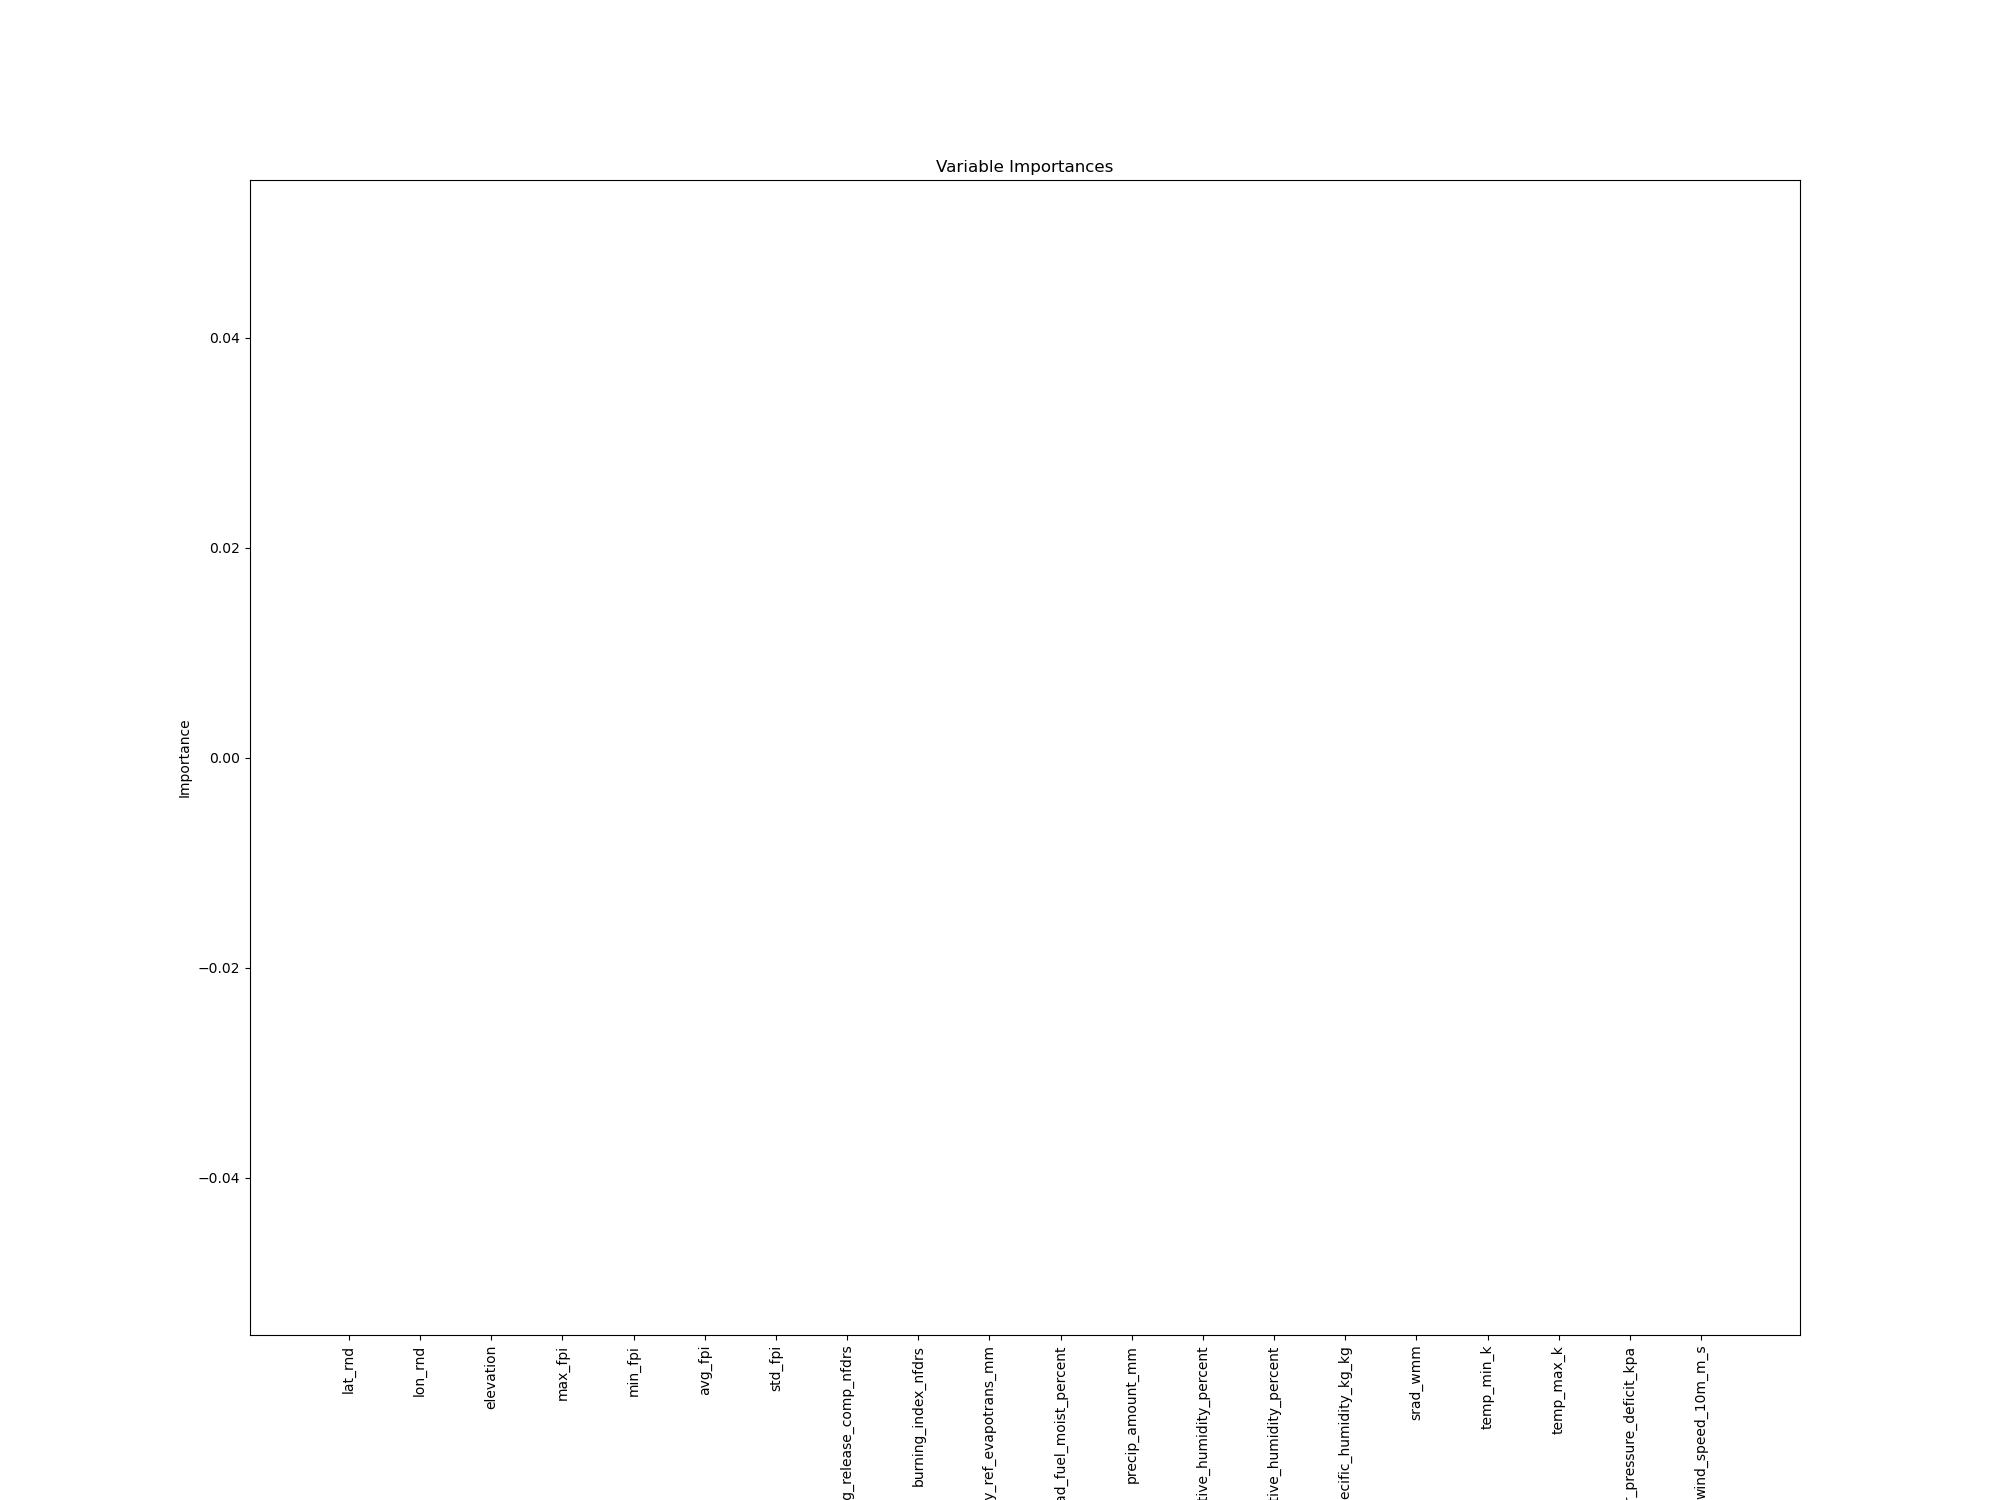 Variable Importances
Importance
0.04
0.02
0.00
−0.02
−0.04
lat_rnd
lon_rnd
elevation
max_fpi
min_fpi
avg_fpi
std_fpi
g_release_comp_nfdrs
burning_index_nfdrs
y_ref_evapotrans_mm
ad_fuel_moist_percent
precip_amount_mm
tive_humidity_percent
tive_humidity_percent
ecific_humidity_kg_kg
srad_wmm
temp_min_k
temp_max_k
r_pressure_deficit_kpa
wind_speed_10m_m_s